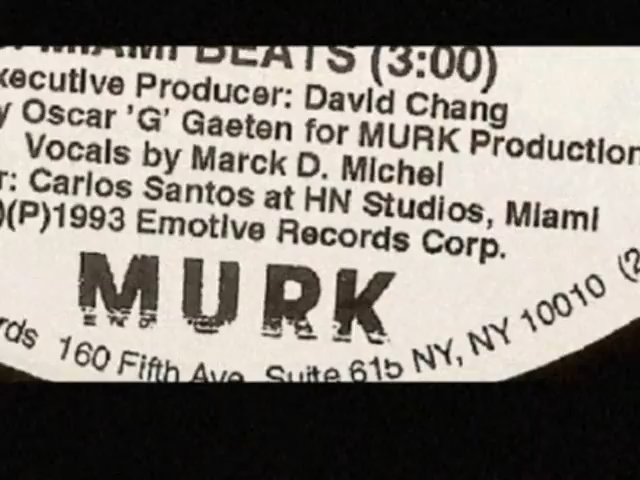 MIAMI BEATS (3:00)
xecutive Producer: David Chang
y Oscar 'G' Gaeten for MURK Production
Vocals by Marck D. Michel
r: Carlos Santos at HN Studios, Miami
)(P)1993 Emotive Records Corp.
MURK
rds 160 Fifth Ave Suite 615 NY, NY 10010 (2